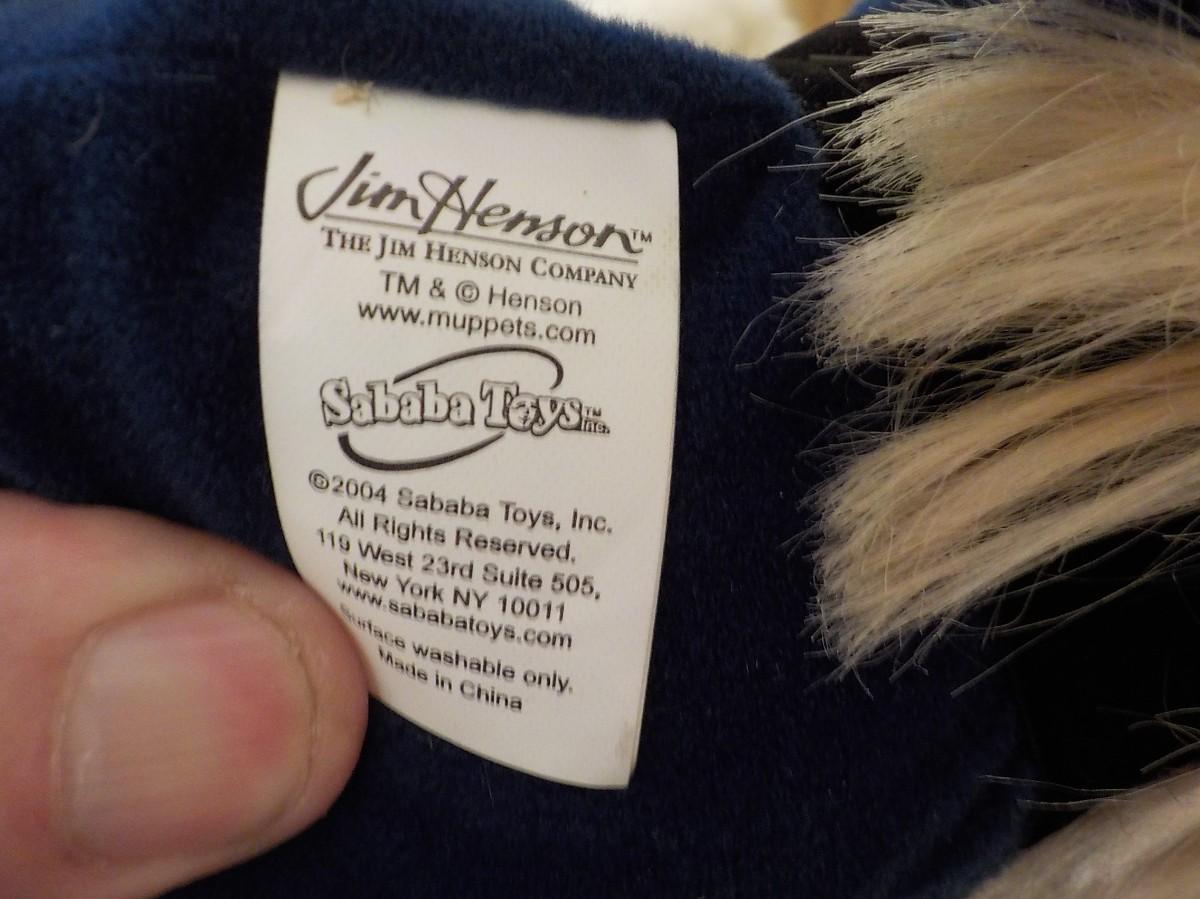 Jim Henson™
THE JIM HENSON COMPANY
TM & © Henson
www.muppets.com
Sababa Toys™ Inc.
©2004 Sababa Toys, Inc.
All Rights Reserved.
119 West 23rd Suite 505,
New York NY 10011
www.sababatoys.com
Surface washable only.
Made in China